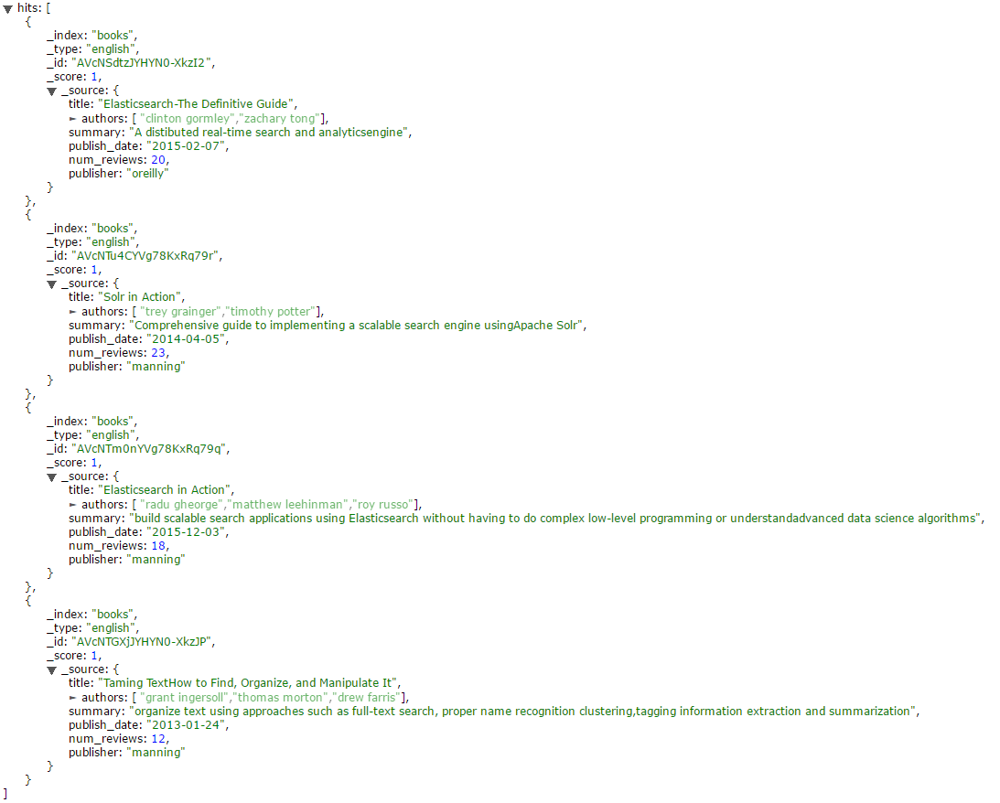 ▼ hits: [
{
_index: "books",
_type: "english",
_id: "AVcNSdtzJYHYN0-XkzI2",
_score: 1,
▼ _source: {
title: "Elasticsearch-The Definitive Guide",
► authors: [ "clinton gormley","zachary tong"],
summary: "A distibuted real-time search and analyticsengine",
publish_date: "2015-02-07",
num_reviews: 20,
publisher: "oreilly"
}
},
{
_index: "books",
_type: "english",
_id: "AVcNTu4CYVg78KxRq79r",
_score: 1,
▼ _source: {
title: "Solr in Action",
► authors: [ "trey grainger","timothy potter"],
summary: "Comprehensive guide to implementing a scalable search engine usingApache Solr",
publish_date: "2014-04-05",
num_reviews: 23,
publisher: "manning"
}
},
{
_index: "books",
_type: "english",
_id: "AVcNTm0nYVg78KxRq79q",
_score: 1,
▼ _source: {
title: "Elasticsearch in Action",
► authors: [ "radu gheorge","matthew leehinman","roy russo"],
summary: "build scalable search applications using Elasticsearch without having to do complex low-level programming or understandadvanced data science algorithms",
publish_date: "2015-12-03",
num_reviews: 18,
publisher: "manning"
}
},
{
_index: "books",
_type: "english",
_id: "AVcNTGXjJYHYN0-XkzJP",
_score: 1,
▼ _source: {
title: "Taming TextHow to Find, Organize, and Manipulate It",
► authors: [ "grant ingersoll","thomas morton","drew farris"],
summary: "organize text using approaches such as full-text search, proper name recognition clustering,tagging information extraction and summarization",
publish_date: "2013-01-24",
num_reviews: 12,
publisher: "manning"
}
}
]